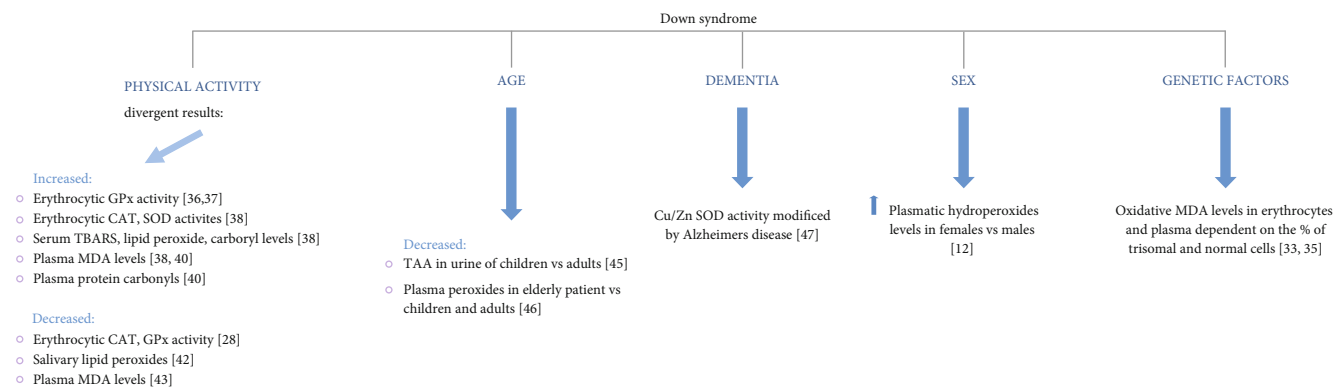 Down syndrome
PHYSICAL ACTIVITY
divergent results:
Increased:
Erythrocytic GPx activity [36,37]
Erythrocytic CAT, SOD activites [38]
Serum TBARS, lipid peroxide, carboryl levels [38]
Plasma MDA levels [38, 40]
Plasma protein carbonyls [40]
Decreased:
Erythrocytic CAT, GPx activity [28]
Salivary lipid peroxides [42]
Plasma MDA levels [43]
AGE
Decreased:
TAA in urine of children vs adults [45]
Plasma peroxides in elderly patient vs
children and adults [46]
DEMENTIA
Cu/Zn SOD activity modificed
by Alzheimers disease [47]
SEX
Plasmatic hydroperoxides
levels in females vs males
[12]
GENETIC FACTORS
Oxidative MDA levels in erythrocytes
and plasma dependent on the % of
trisomal and normal cells [33, 35]